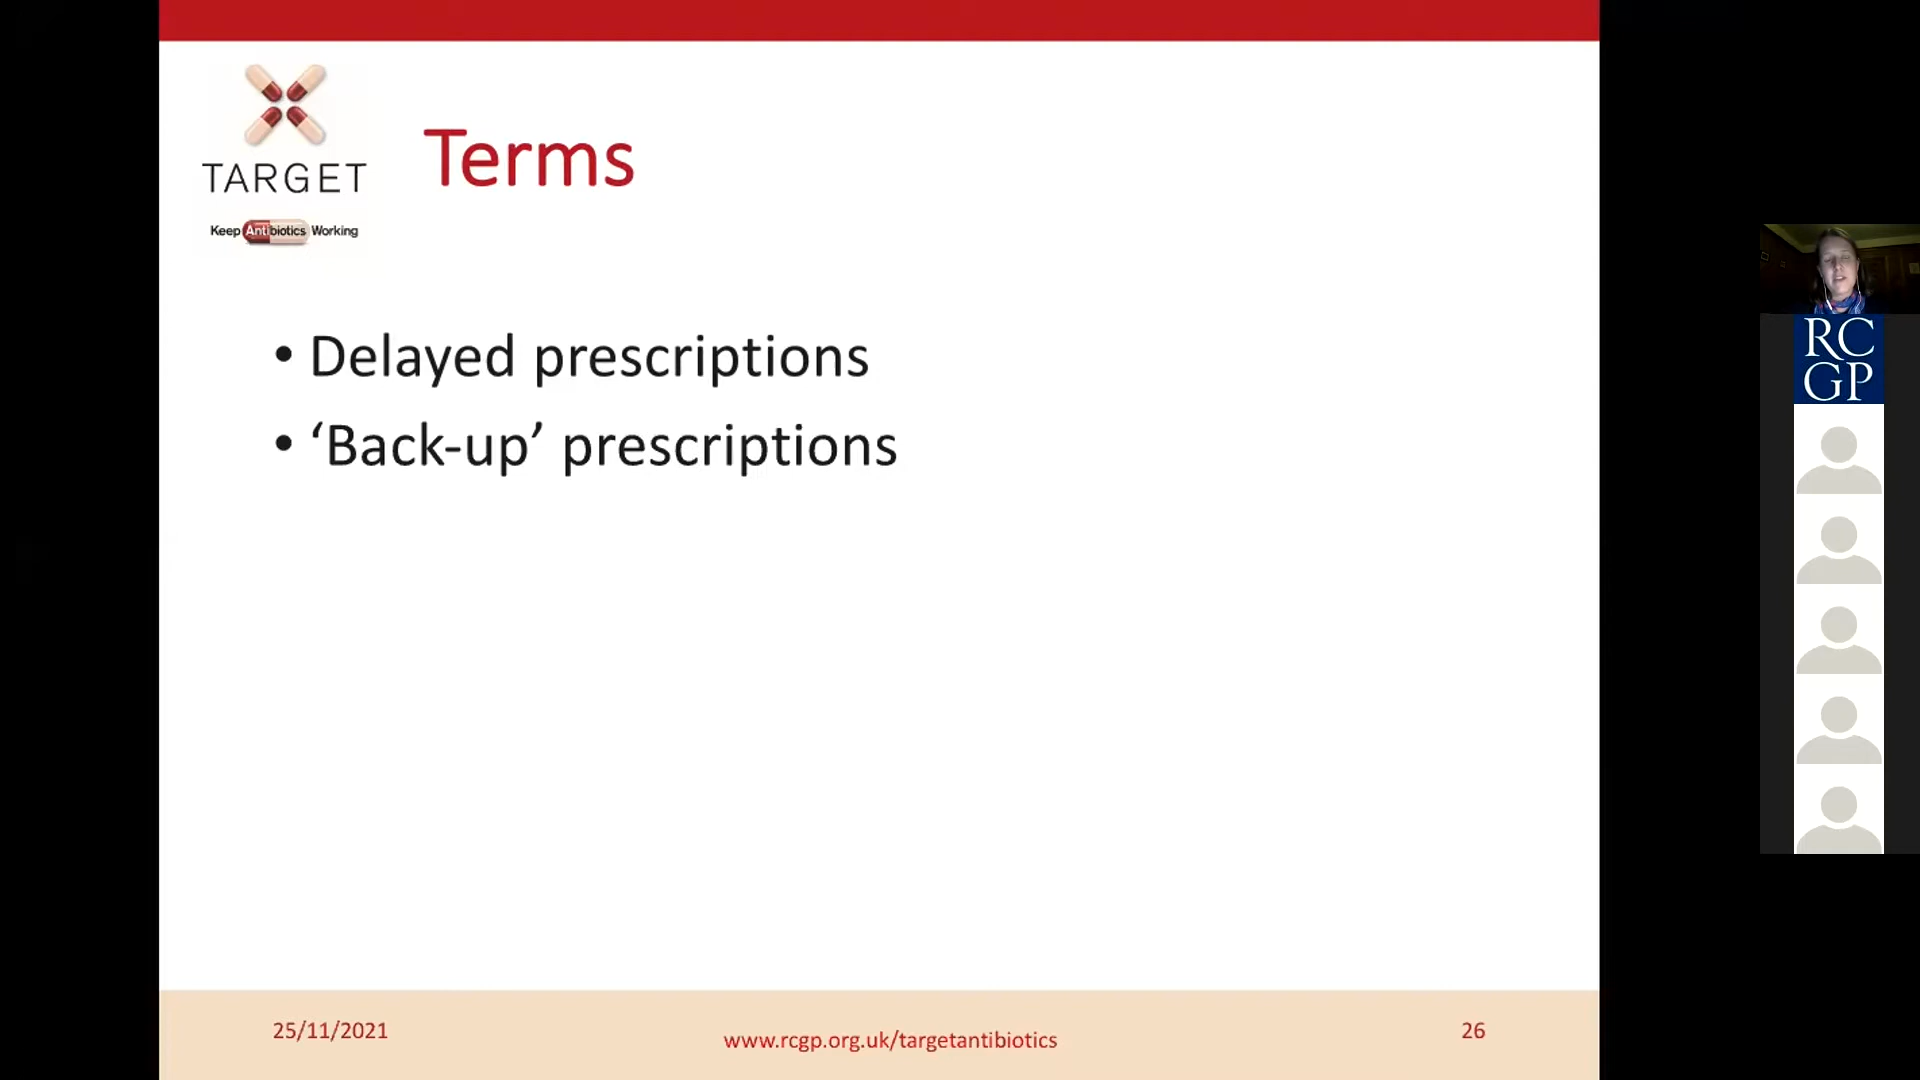 TARGET
Keep Antibiotics Working
Terms
• Delayed prescriptions
• ‘Back-up’ prescriptions
25/11/2021
www.rcgp.org.uk/targetantibiotics
26
RC
GP